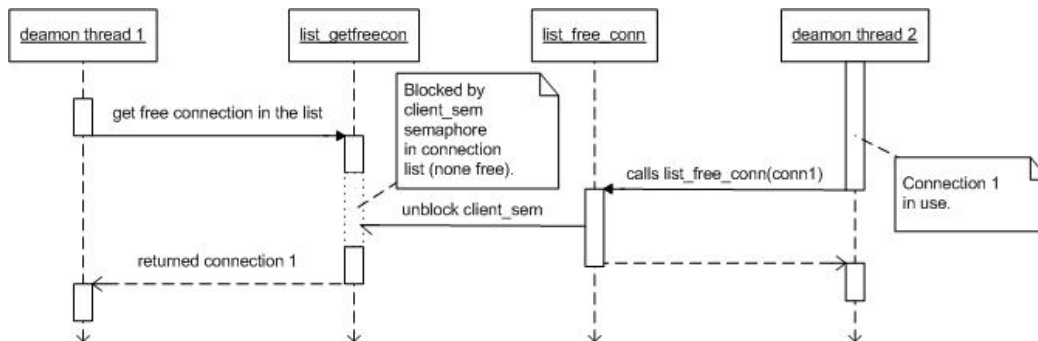 deamon thread 1
list_getfreecon
list_free_conn
deamon thread 2
get free connection in the list
Blocked by
client_sem
semaphore
in connection
list (none free).
calls list_free_conn(conn1)
Connection 1
in use.
unblock client_sem
returned connection 1